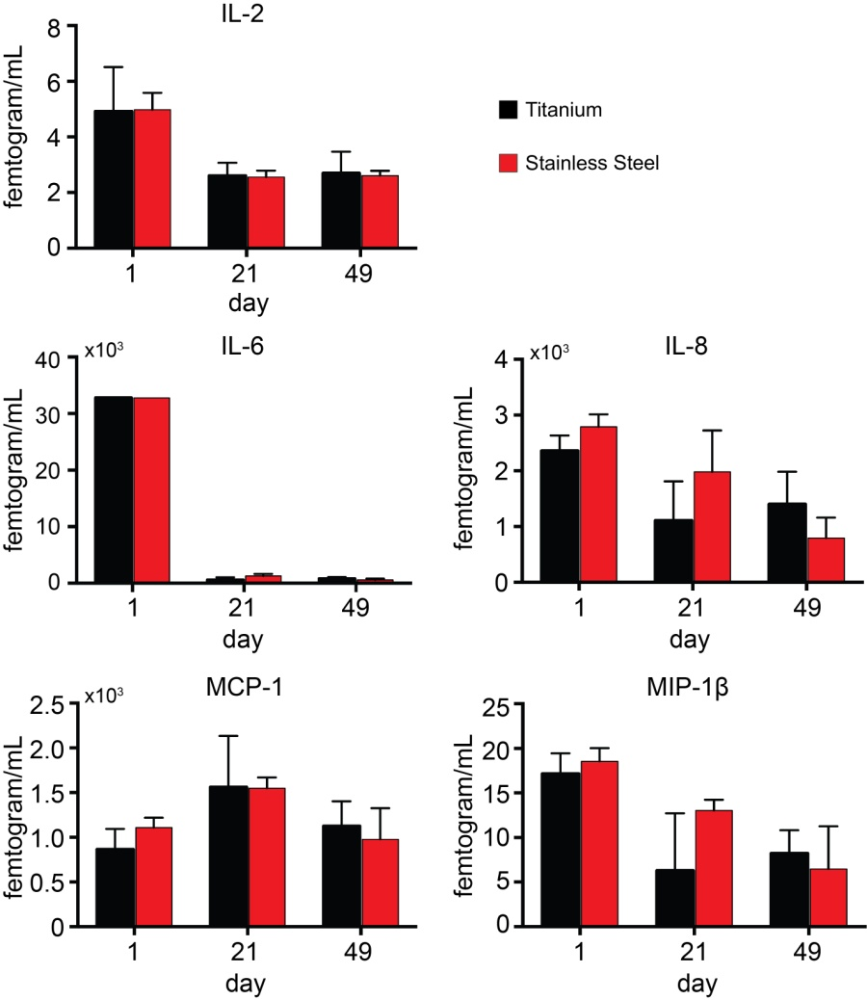 IL-2
8
6
4
2
0
femtogram/mL
1 21 49
day
Titanium
Stainless Steel
IL-6
x10³
40
30
20
10
0
femtogram/mL
1 21 49
day
IL-8
x10³
4
3
2
1
0
femtogram/mL
1 21 49
day
MCP-1
x10³
2.5
2.0
1.5
1.0
0.5
0
femtogram/mL
1 21 49
day
MIP-1β
25
20
15
10
5
0
femtogram/mL
1 21 49
day